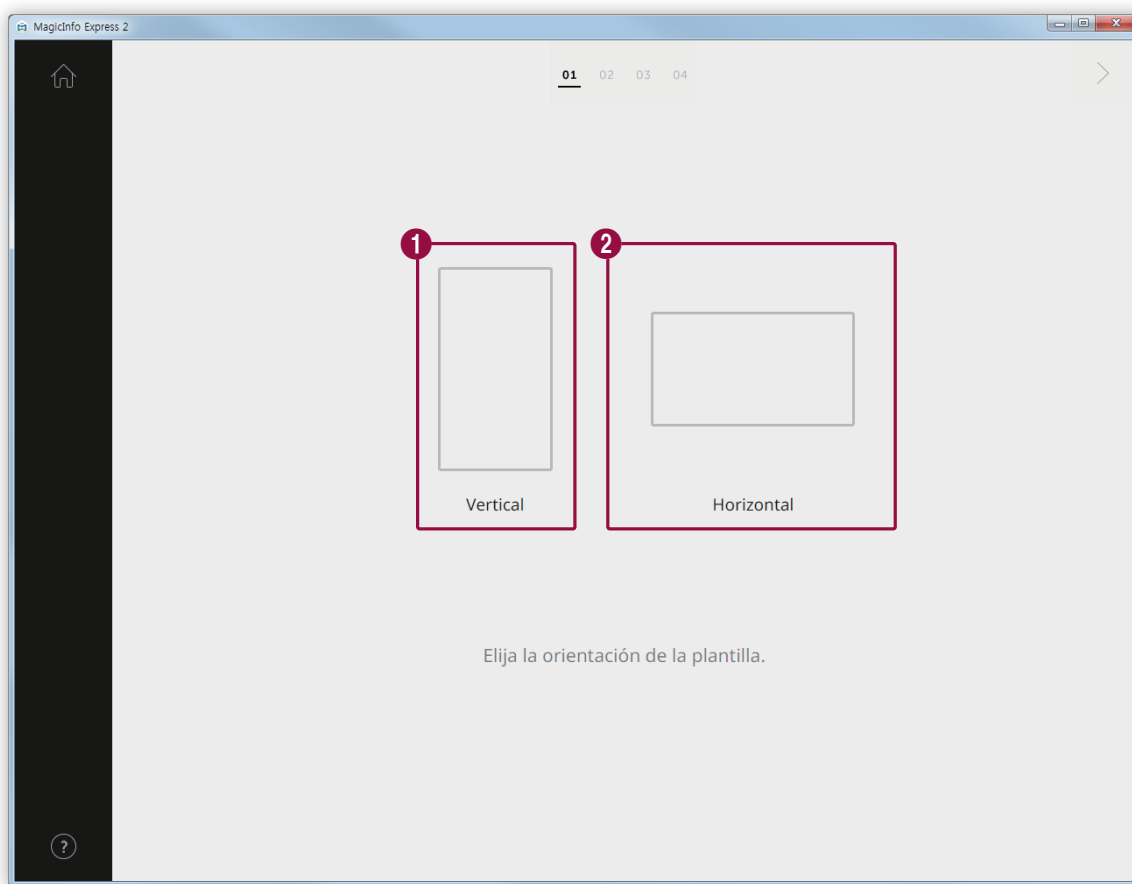 MagicInfo Express 2
01 02 03 04
1 2
Vertical Horizontal
Elija la orientación de la plantilla.
?